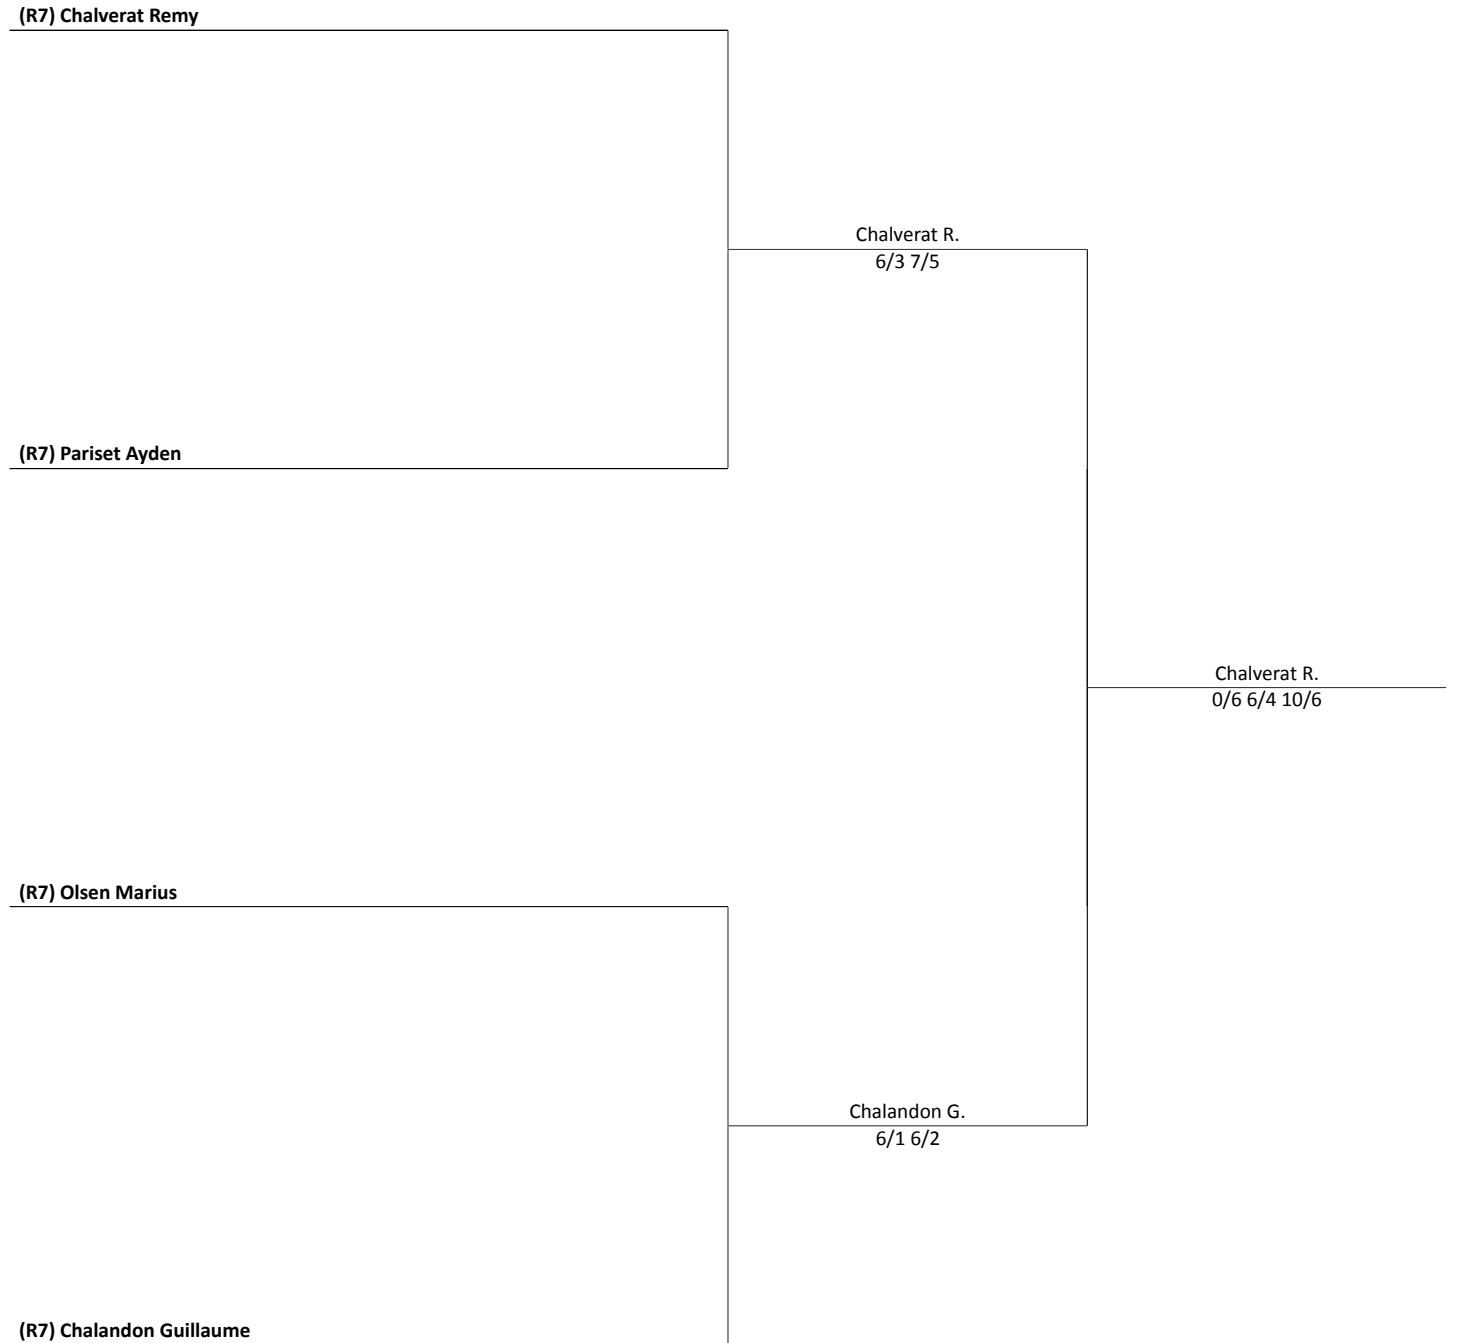 (R7) Chalverat Remy
Chalverat R.
6/3 7/5
(R7) Pariset Ayden
Chalverat R.
0/6 6/4 10/6
(R7) Olsen Marius
Chalandon G.
6/1 6/2
(R7) Chalandon Guillaume